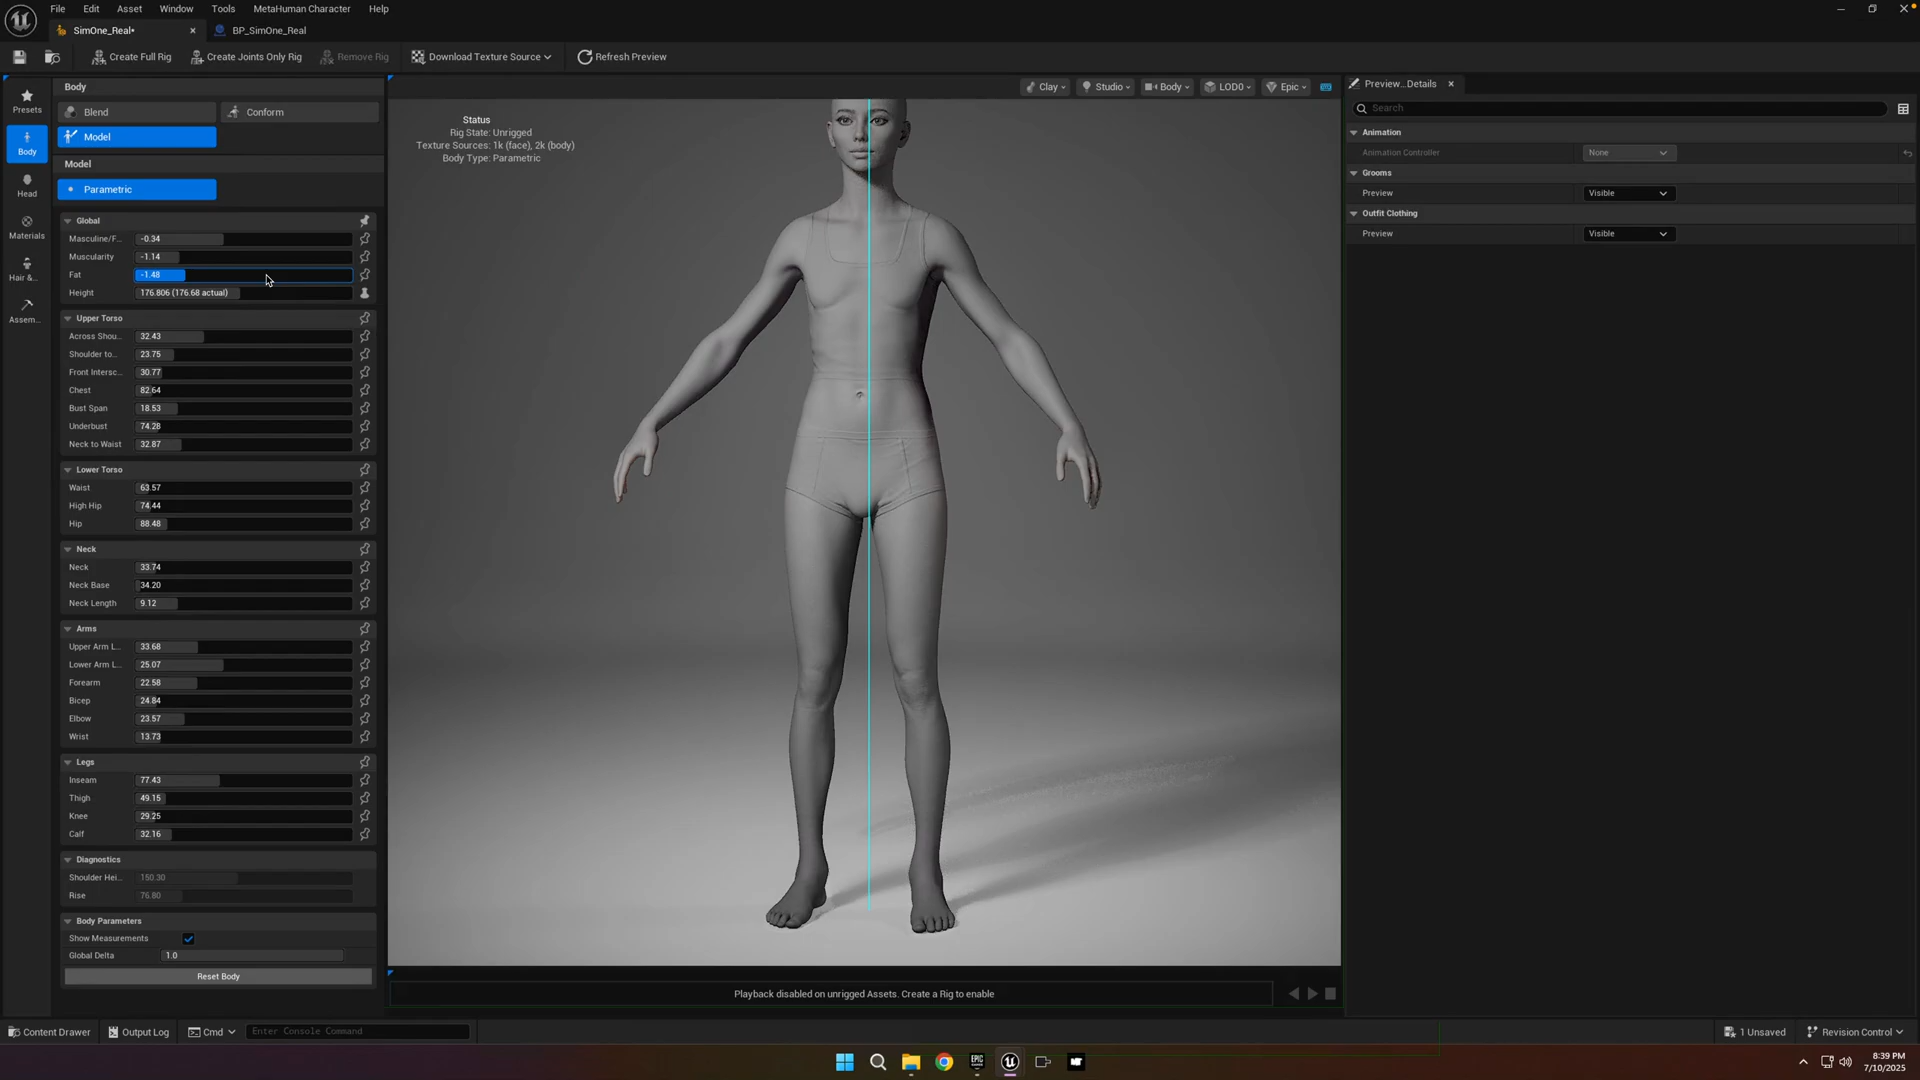 File Edit Asset Window Tools MetaHuman Character Help
SimOne_Real•
BP_SimOne_Real
Create Full Rig
Create Joints Only Rig
Remove Rig
Download Texture Source
Refresh Preview
Presets
Body
Head
Materials
Hair &...
Assem...
Body
Blend
Conform
Model
Model
Parametric
Global
Masculine/F... -0.34
Muscularity -1.14
Fat -1.48
Height 176.806 (176.68 actual)
Upper Torso
Across Shou... 32.43
Shoulder to... 23.75
Front Intersc... 30.77
Chest 82.64
Bust Span 18.53
Underbust 74.28
Neck to Waist 32.87
Lower Torso
Waist 63.57
High Hip 74.44
Hip 88.48
Neck
Neck 33.74
Neck Base 34.20
Neck Length 9.12
Arms
Upper Arm L... 33.68
Lower Arm L... 25.07
Forearm 22.58
Bicep 24.84
Elbow 23.57
Wrist 13.73
Legs
Inseam 77.43
Thigh 49.15
Knee 29.25
Calf 32.16
Diagnostics
Shoulder Hei... 150.30
Rise 76.80
Body Parameters
Show Measurements
Global Delta 1.0
Reset Body
Clay
Studio
Body
LOD0
Epic
Status
Rig State: Unrigged
Texture Sources: 1k (face), 2k (body)
Body Type: Parametric
Playback disabled on unrigged Assets. Create a Rig to enable
Preview...Details
Search
Animation
Animation Controller None
Grooms
Preview Visible
Outfit Clothing
Preview Visible
Content Drawer
Output Log
Cmd
Enter Console Command
1 Unsaved
Revision Control
EPIC GAMES
8:39 PM
7/10/2025